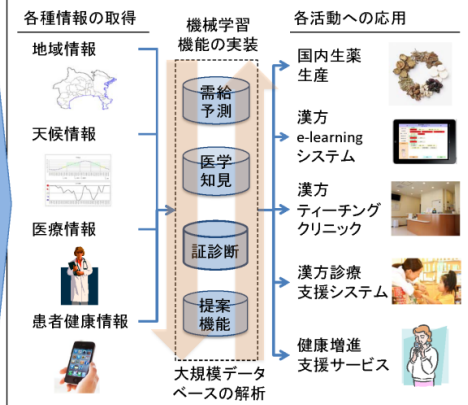 各種情報の取得
地域情報
天候情報
医療情報
患者健康情報
機械学習
機能の実装
需給
予測
医学
知見
証診断
提案
機能
大規模データ
ベースの解析
各活動への応用
国内生薬
生産
漢方
e-learning
システム
漢方
ティーチング
クリニック
漢方診療
支援システム
健康増進
支援サービス